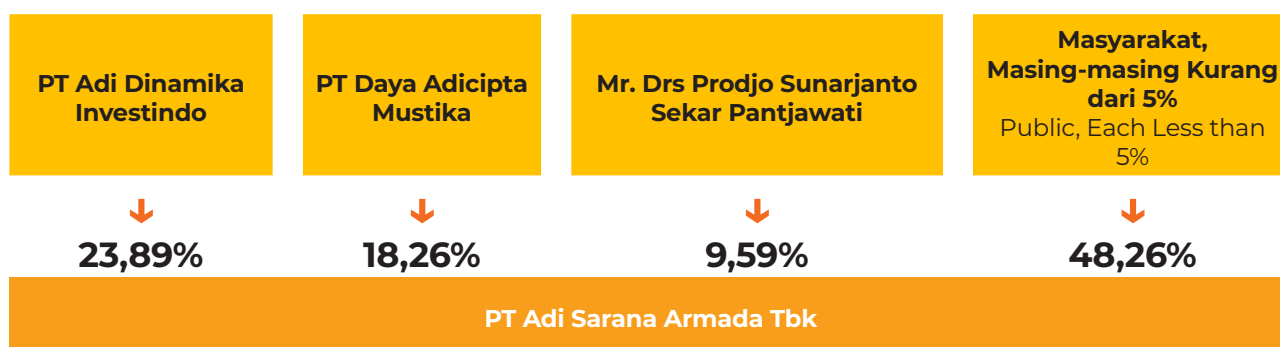 PT Adi Dinamika
Investindo
PT Daya Adicipta
Mustika
Mr. Drs Prodjo Sunarjanto
Sekar Pantjawati
Masyarakat,
Masing-masing Kurang
dari 5%
Public, Each Less than
5%
23,89%
18,26%
9,59%
48,26%
PT Adi Sarana Armada Tbk